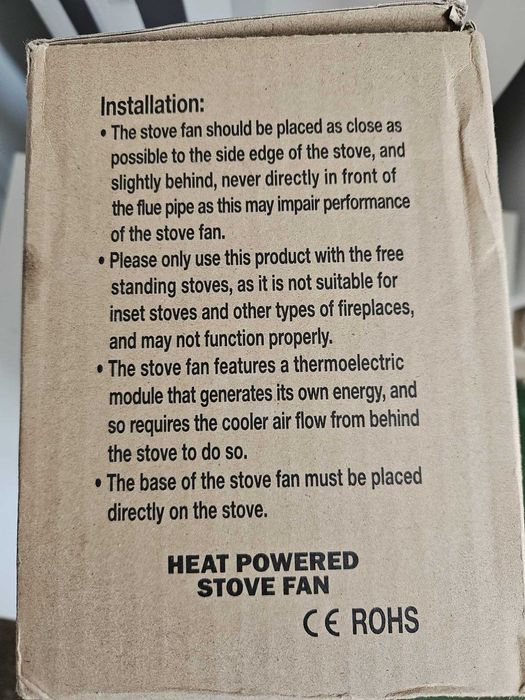 Installation:
• The stove fan should be placed as close as
possible to the side edge of the stove, and
slightly behind, never directly in front of
the flue pipe as this may impair performance
of the stove fan.
• Please only use this product with the free
standing stoves, as it is not suitable for
inset stoves and other types of fireplaces,
and may not function properly.
• The stove fan features a thermoelectric
module that generates its own energy, and
so requires the cooler air flow from behind
the stove to do so.
• The base of the stove fan must be placed
directly on the stove.
HEAT POWERED
STOVE FAN
CE ROHS